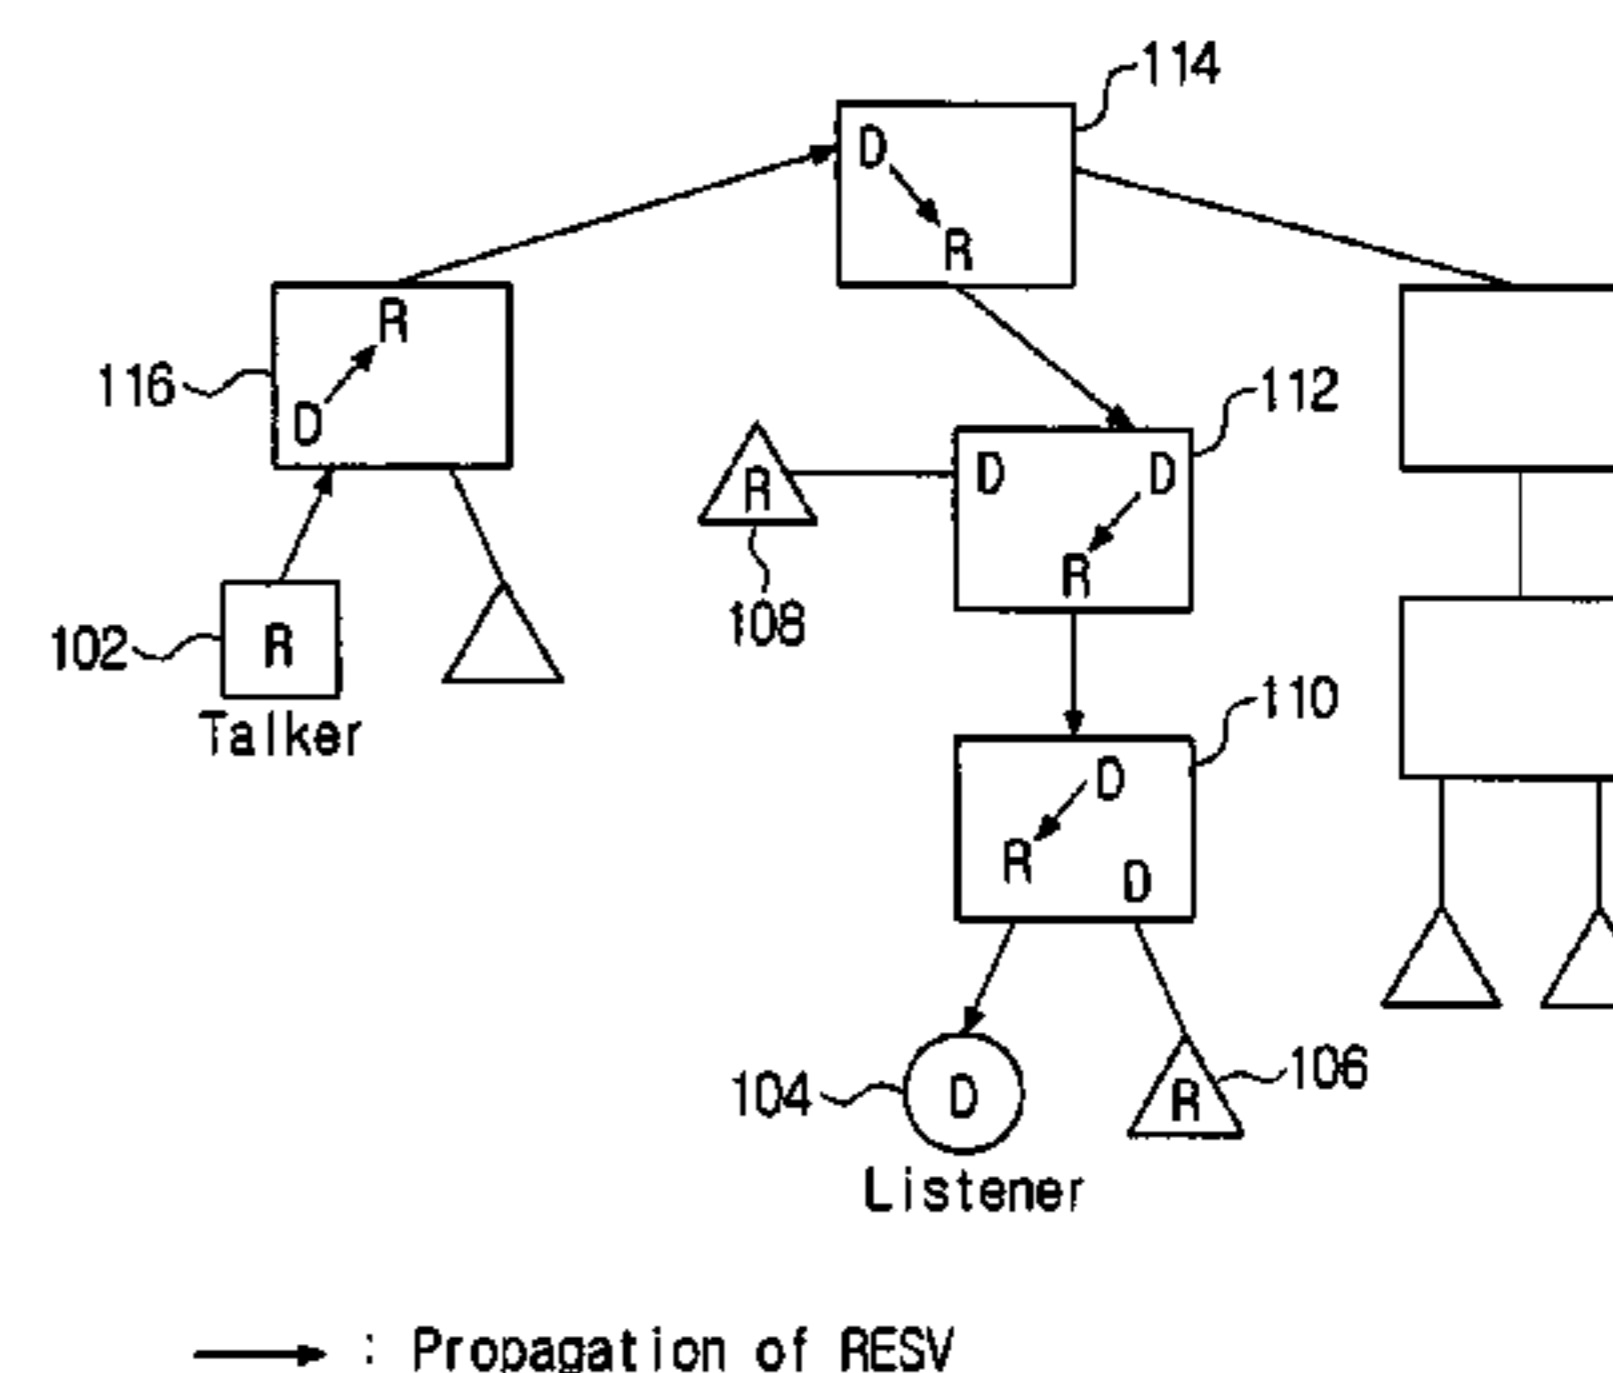 114
D
R
R
116
D
112
R
D
D
R
108
102
R
Talker
110
D
R
D
104
D
R
106
Listener
: Propagation of RESV